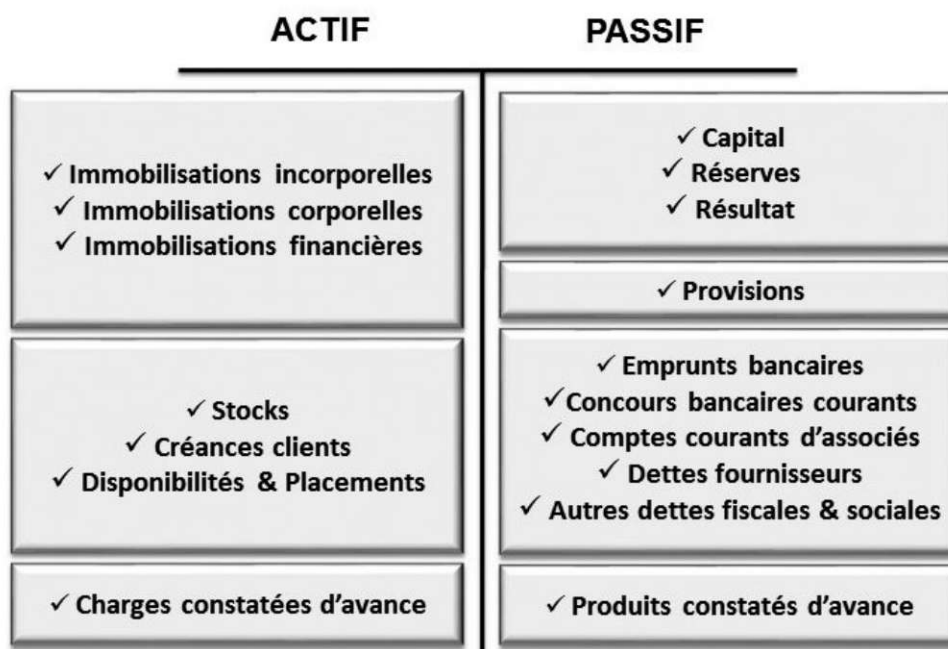 ACTIF
PASSIF
✓ Immobilisations incorporelles
✓ Immobilisations corporelles
✓ Immobilisations financières
✓ Stocks
✓ Créances clients
✓ Disponibilités & Placements
✓ Charges constatées d'avance
✓ Capital
✓ Réserves
✓ Résultat
✓ Provisions
✓ Emprunts bancaires
✓ Concours bancaires courants
✓ Comptes courants d'associés
✓ Dettes fournisseurs
✓ Autres dettes fiscales & sociales
✓ Produits constatés d'avance